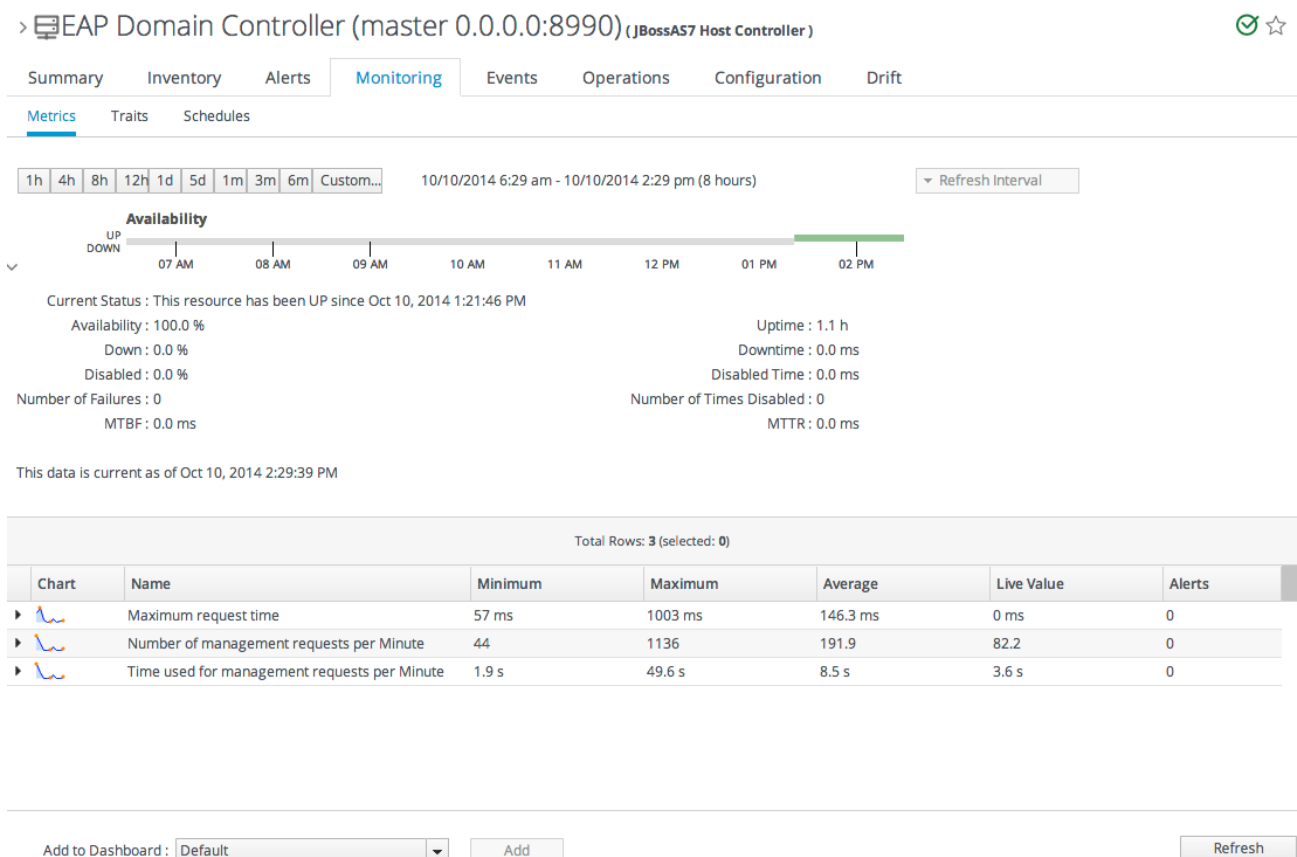 EAP Domain Controller (master 0.0.0.0:8990) ( JBossAS7 Host Controller )
Summary Inventory Alerts Monitoring Events Operations Configuration Drift
Metrics Traits Schedules
1h 4h 8h 12h 1d 5d 1m 3m 6m Custom... 10/10/2014 6:29 am - 10/10/2014 2:29 pm (8 hours) Refresh Interval
Availability
UP
DOWN
07 AM 08 AM 09 AM 10 AM 11 AM 12 PM 01 PM 02 PM
Current Status : This resource has been UP since Oct 10, 2014 1:21:46 PM
Availability : 100.0 % Uptime : 1.1 h
Down : 0.0 % Downtime : 0.0 ms
Disabled : 0.0 % Disabled Time : 0.0 ms
Number of Failures : 0 Number of Times Disabled : 0
MTBF : 0.0 ms MTTR : 0.0 ms
This data is current as of Oct 10, 2014 2:29:39 PM
Total Rows: 3 (selected: 0)
Chart Name Minimum Maximum Average Live Value Alerts
Maximum request time 57 ms 1003 ms 146.3 ms 0 ms 0
Number of management requests per Minute 44 1136 191.9 82.2 0
Time used for management requests per Minute 1.9 s 49.6 s 8.5 s 3.6 s 0
Add to Dashboard : Default Add Refresh